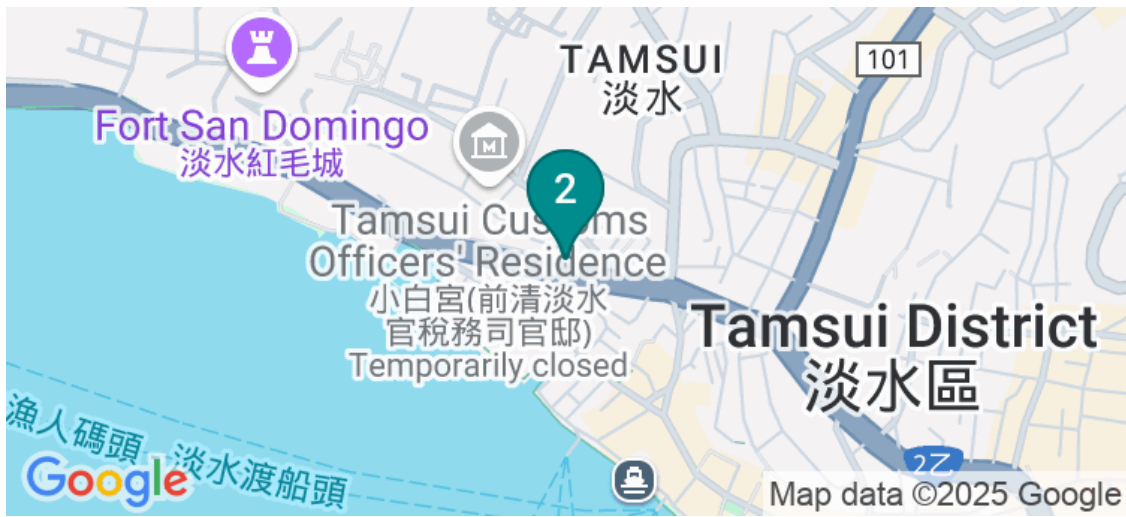 TAMSUI
淡水
101
Fort San Domingo
淡水紅毛城
M
2
Tamsui Customs
Officers' Residence
小白宮(前清淡水
官稅務司官邸)
Temporarily closed
Tamsui District
淡水區
漁人碼頭 - 淡水渡船頭
2乙
Google
Map data ©2025 Google